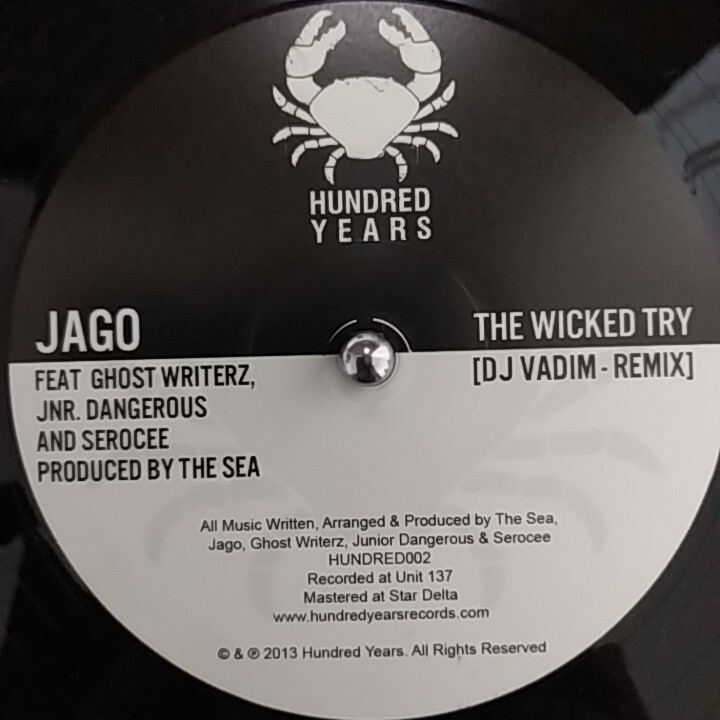 HUNDRED
YEARS
JAGO
FEAT GHOST WRITERZ,
JNR. DANGEROUS
AND SEROCEE
PRODUCED BY THE SEA
THE WICKED TRY
[DJ VADIM - REMIX]
All Music Written, Arranged & Produced by The Sea,
Jago, Ghost Writerz, Junior Dangerous & Serocee
HUNDRED002
Recorded at Unit 137
Mastered at Star Delta
www.hundredyearsrecords.com
© & ℗ 2013 Hundred Years. All Rights Reserved